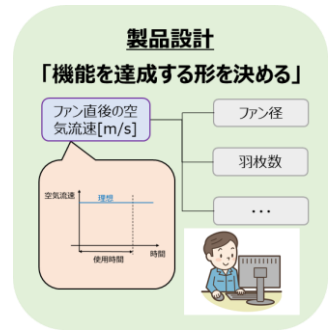 製品設計
「機能を達成する形を決める」
ファン直後の空
気流速[m/s]
ファン径
羽枚数
…
空気流速
理想
時間
使用時間